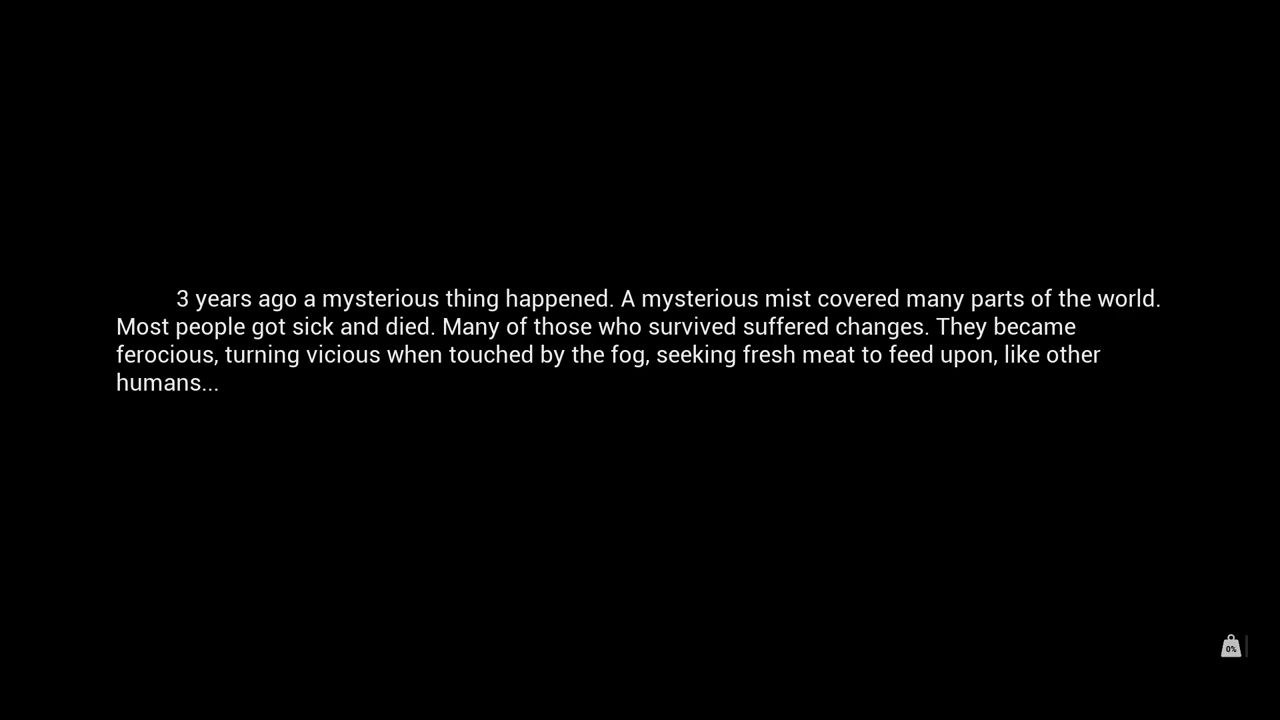 3 years ago a mysterious thing happened. A mysterious mist covered many parts of the world.
Most people got sick and died. Many of those who survived suffered changes. They became
ferocious, turning vicious when touched by the fog, seeking fresh meat to feed upon, like other
humans...
0%